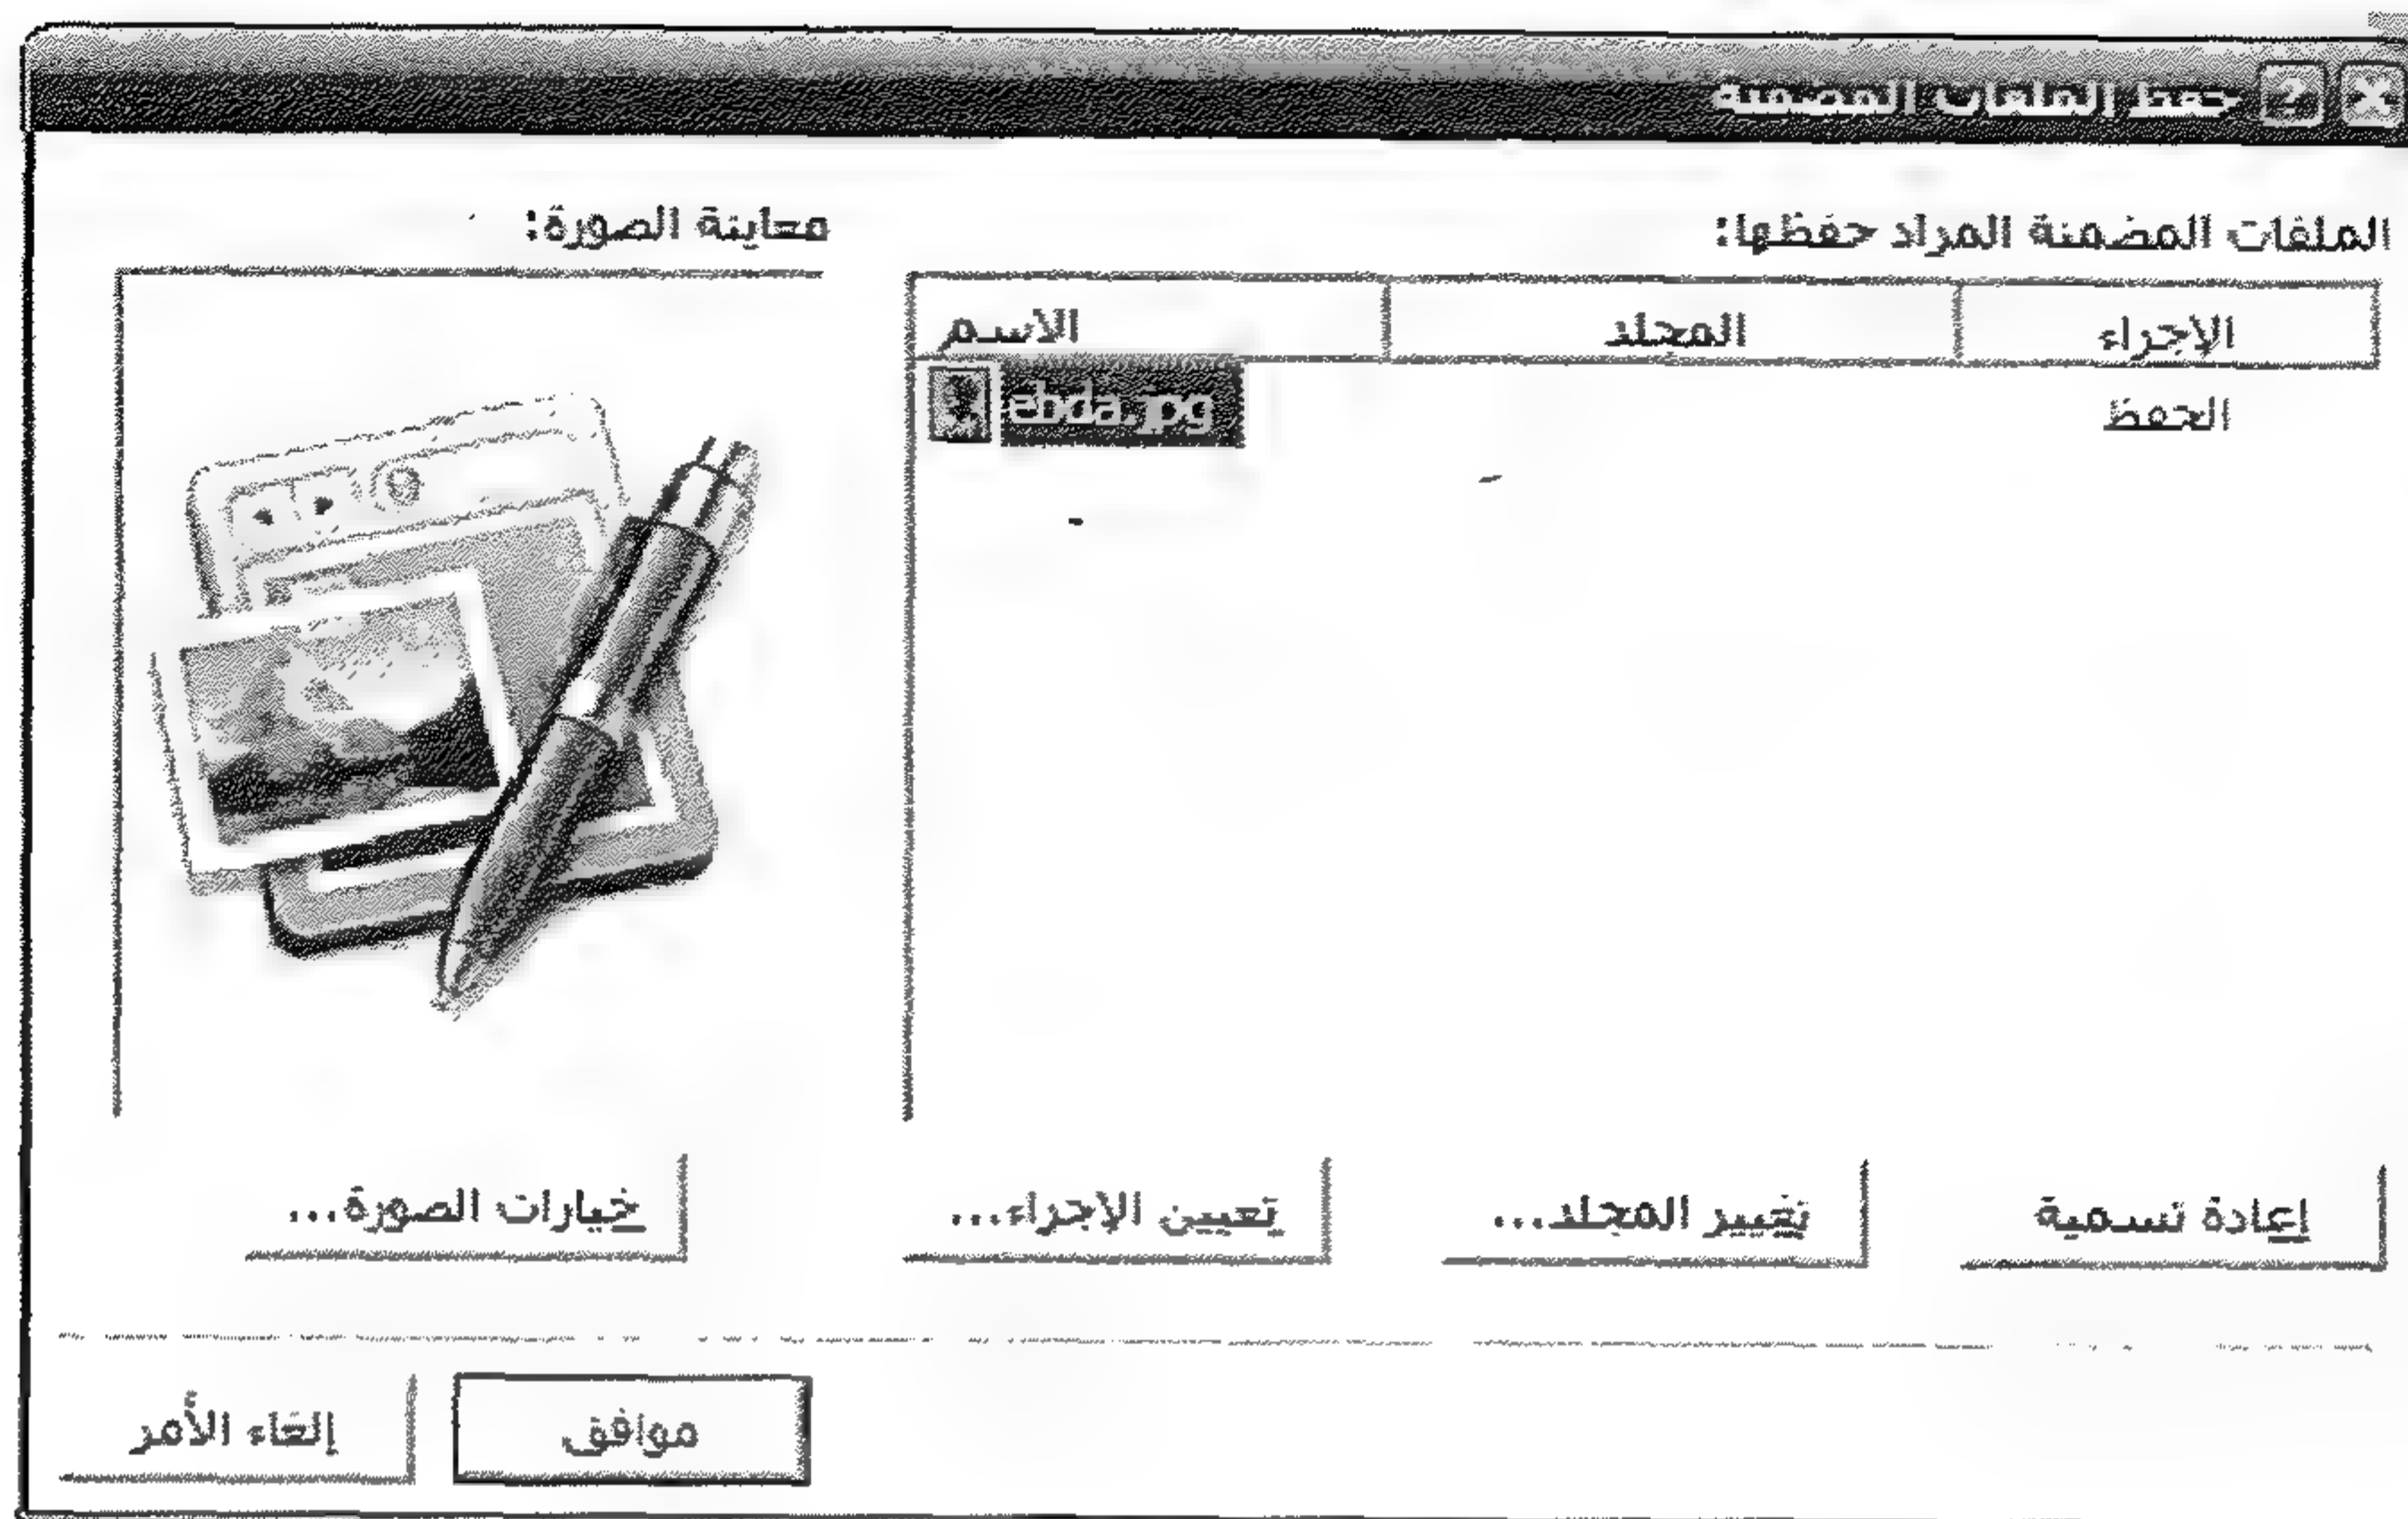 حفظ الملفات المضمنة
الملفات المضمنة المراد حفظها:
معاينة الصورة:
الإجراء المجلد الاسم
الحفظ ebda.jpg
إعادة تسمية
تغيير المجلد...
تعيين الإجراء...
خيارات الصورة...
موافق
إلغاء الأمر